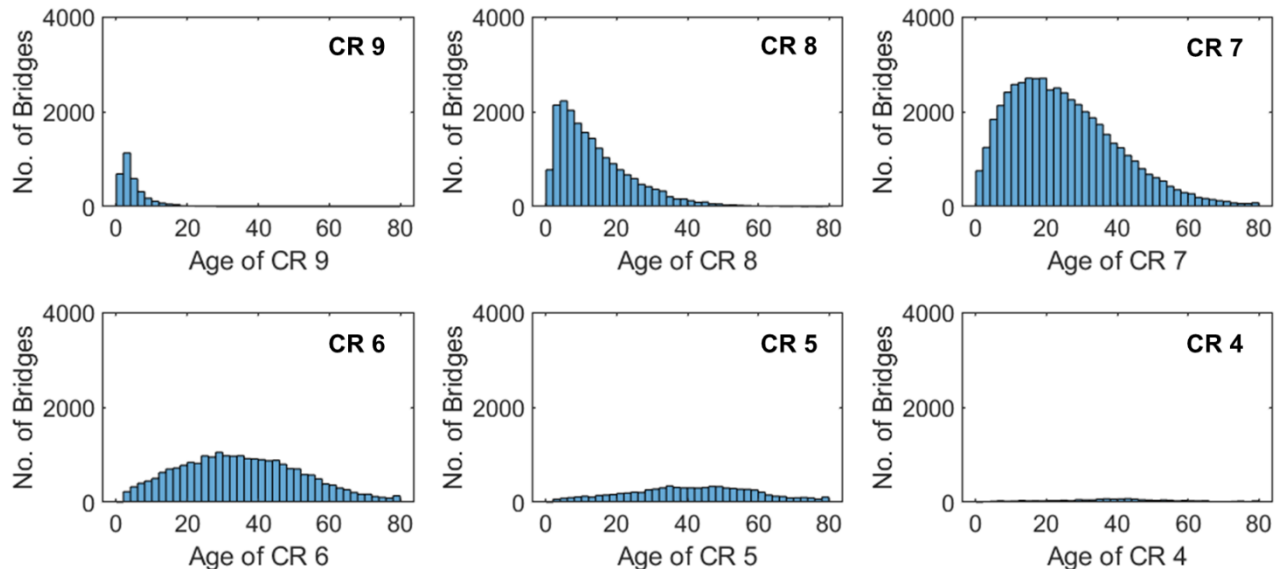 4000
2000
0
No. of Bridges
CR 9
0 20 40 60 80
Age of CR 9
4000
2000
0
No. of Bridges
CR 8
0 20 40 60 80
Age of CR 8
4000
2000
0
No. of Bridges
CR 7
0 20 40 60 80
Age of CR 7
4000
2000
0
No. of Bridges
CR 6
0 20 40 60 80
Age of CR 6
4000
2000
0
No. of Bridges
CR 5
0 20 40 60 80
Age of CR 5
4000
2000
0
No. of Bridges
CR 4
0 20 40 60 80
Age of CR 4